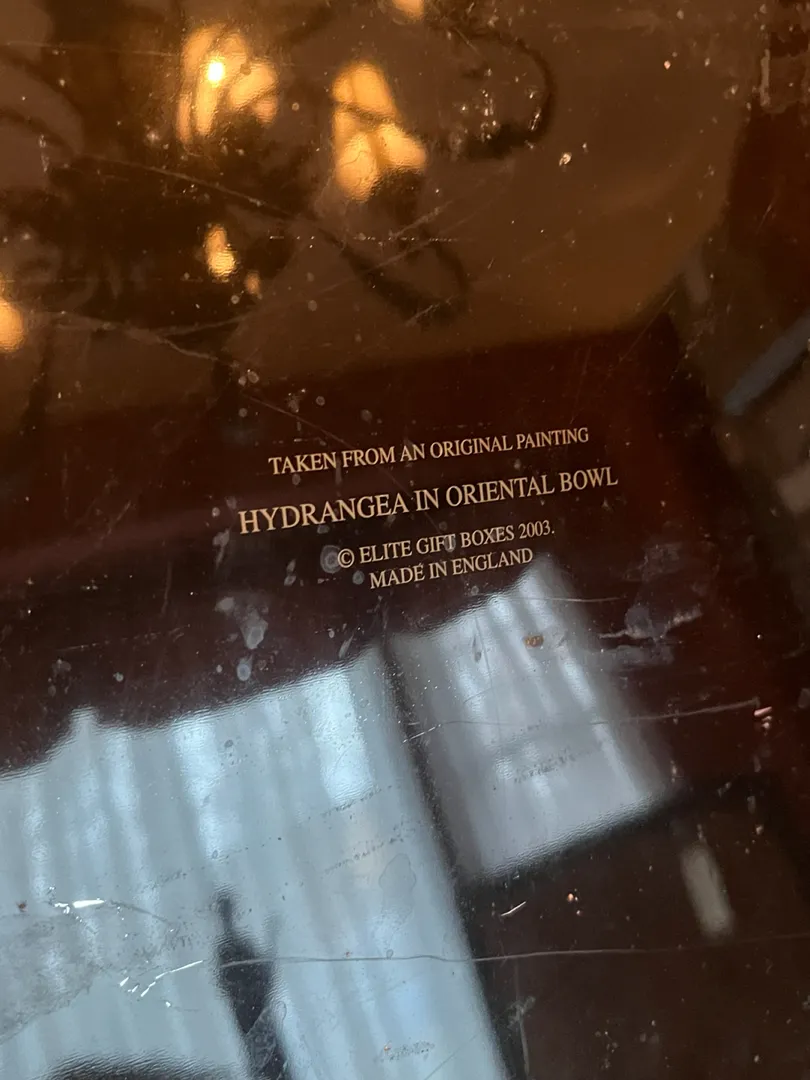 TAKEN FROM AN ORIGINAL PAINTING
HYDRANGEA IN ORIENTAL BOWL
© ELITE GIFT BOXES 2003.
MADE IN ENGLAND